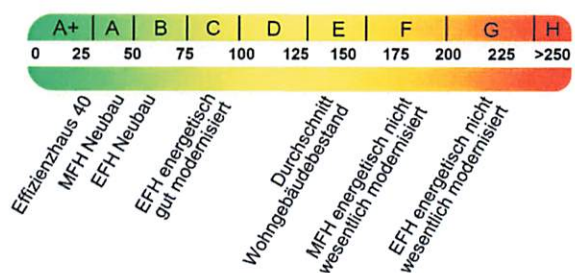 A+ A B C D E F G H
0 25 50 75 100 125 150 175 200 225 >250
Effizienzhaus 40
MFH Neubau
EFH Neubau
EFH energetisch
gut modernisiert
Durchschnitt
Wohngebäudebestand
MFH energetisch nicht
wesentlich modernisiert
EFH energetisch nicht
wesentlich modernisiert